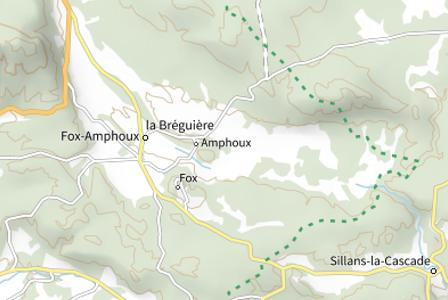 la Bréguière
Fox-Amphoux
Amphoux
Fox
Sillans-la-Cascade